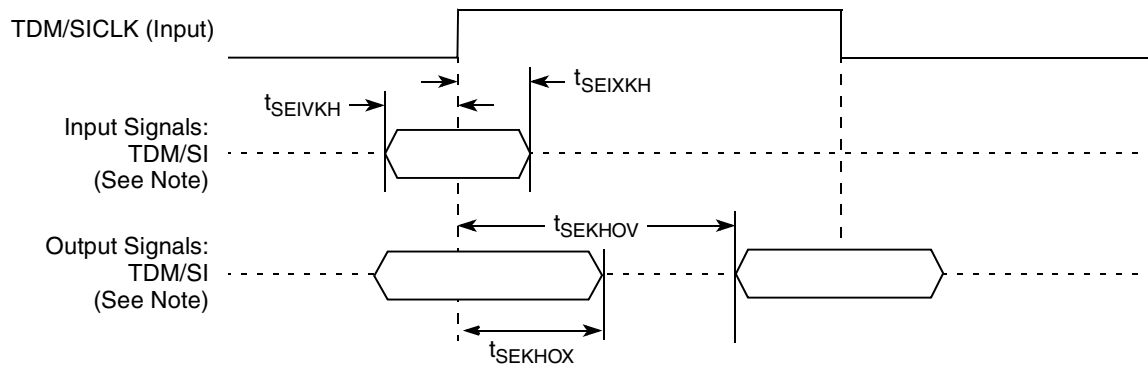 TDM/SICLK (Input)
tSEIXKH
tSEIVKH
Input Signals:
TDM/SI
(See Note)
tSEKHOV
Output Signals:
TDM/SI
(See Note)
tSEKHOX